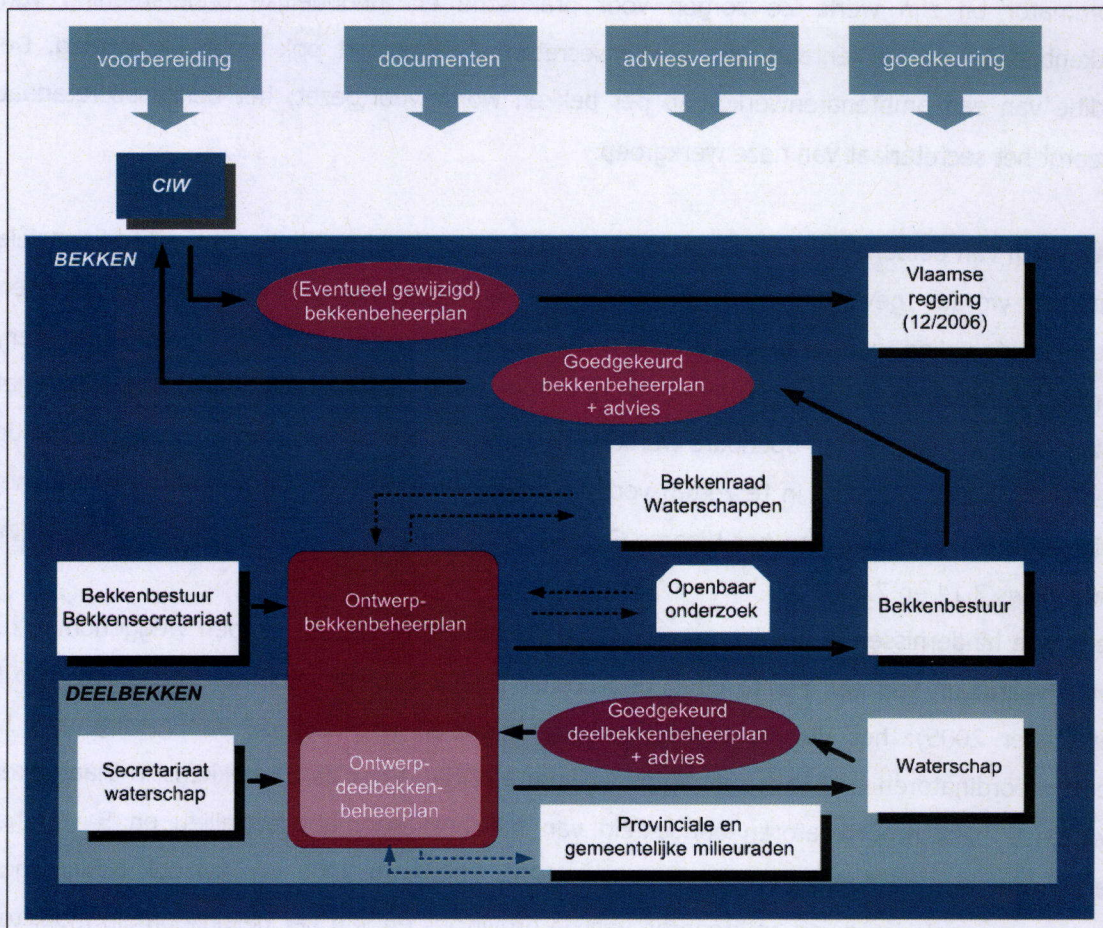 voorbereiding
documenten
adviesverlening
goedkeuring
CIW
BEKKEN
(Eventueel gewijzigd)
bekkenbeheerplan
Vlaamse
regering
(12/2006)
Goedgekeurd
bekkenbeheerplan
+ advies
Bekkenraad
Waterschappen
Bekkenbestuur
Bekkensecretariaat
Ontwerp-
bekkenbeheerplan
Openbaar
onderzoek
Bekkenbestuur
DEELBEKKEN
Goedgekeurd
deelbekkenbeheerplan
+ advies
Secretariaat
waterschap
Ontwerp-
deelbekken-
beheerplan
Waterschap
Provinciale en
gemeentelijke milieuraden